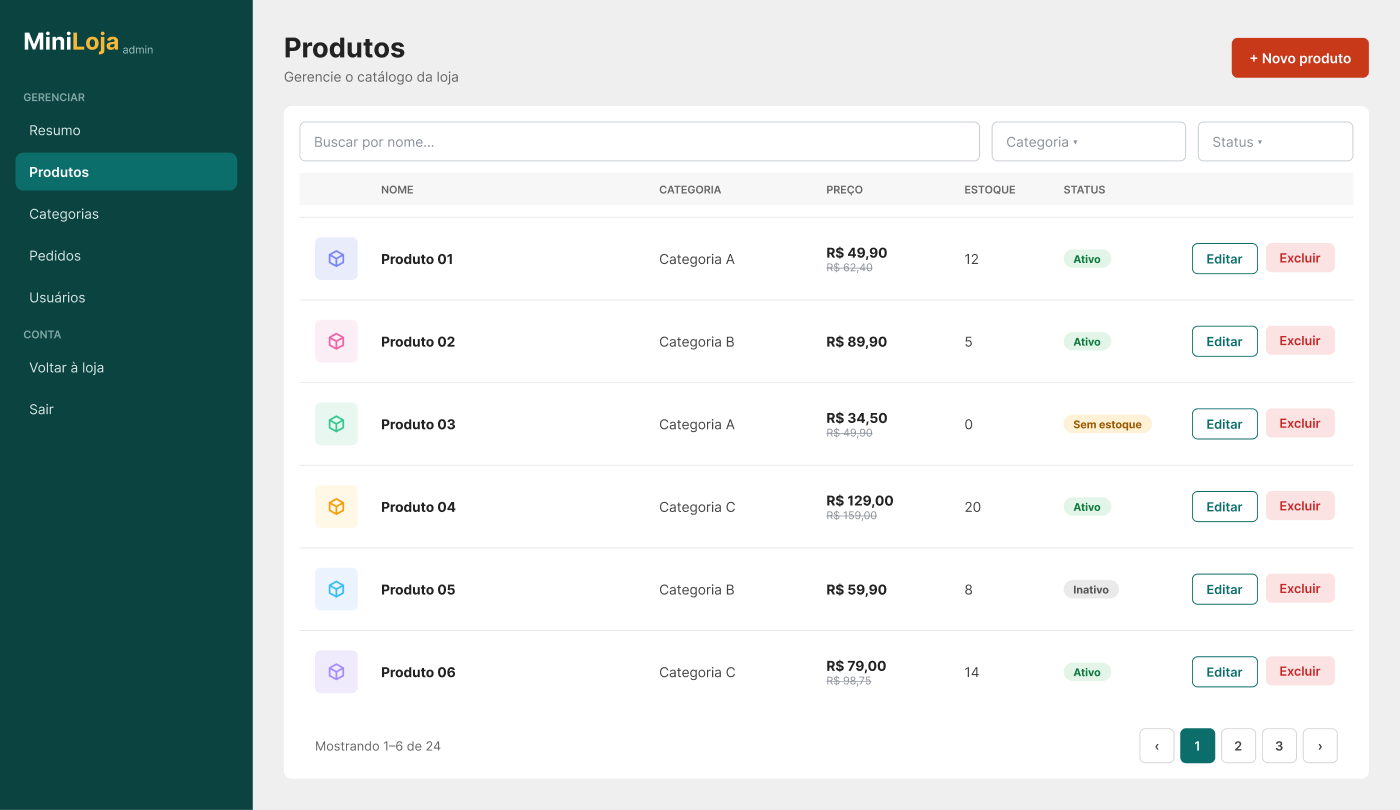 MiniLoja admin
GERENCIAR
Resumo
Produtos
Categorias
Pedidos
Usuários
CONTA
Voltar à loja
Sair
Produtos
Gerencie o catálogo da loja
+ Novo produto
Buscar por nome...
Categoria ▾
Status ▾
NOME CATEGORIA PREÇO ESTOQUE STATUS
Produto 01 Categoria A R$ 49,90 12 Ativo Editar Excluir
R$ 62,40
Produto 02 Categoria B R$ 89,90 5 Ativo Editar Excluir
Produto 03 Categoria A R$ 34,50 0 Sem estoque Editar Excluir
R$ 49,90
Produto 04 Categoria C R$ 129,00 20 Ativo Editar Excluir
R$ 159,00
Produto 05 Categoria B R$ 59,90 8 Inativo Editar Excluir
Produto 06 Categoria C R$ 79,00 14 Ativo Editar Excluir
R$ 98,75
Mostrando 1–6 de 24
‹ 1 2 3 ›